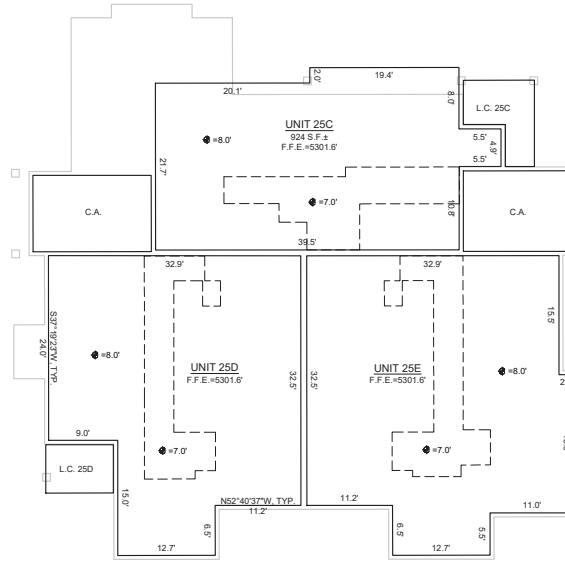 2.0'
19.4'
20.1'
8.0'
L.C. 25C
UNIT 25C
924 S.F.±
F.F.E.=5301.6'
=8.0'
5.5'
4.9'
5.5'
21.7'
=7.0'
10.8'
C.A.
C.A.
39.5'
32.9'
32.9'
S37°19'23"W, TYP.
24.0'
15.5'
=8.0'
UNIT 25D
F.F.E.=5301.6'
32.5'
32.5'
UNIT 25E
F.F.E.=5301.6'
=8.0'
9.0'
=7.0'
=7.0'
L.C. 25D
15.0'
N52°40'37"W, TYP.
11.2'
11.2'
11.0'
6.5'
6.5'
5.5'
12.7'
12.7'